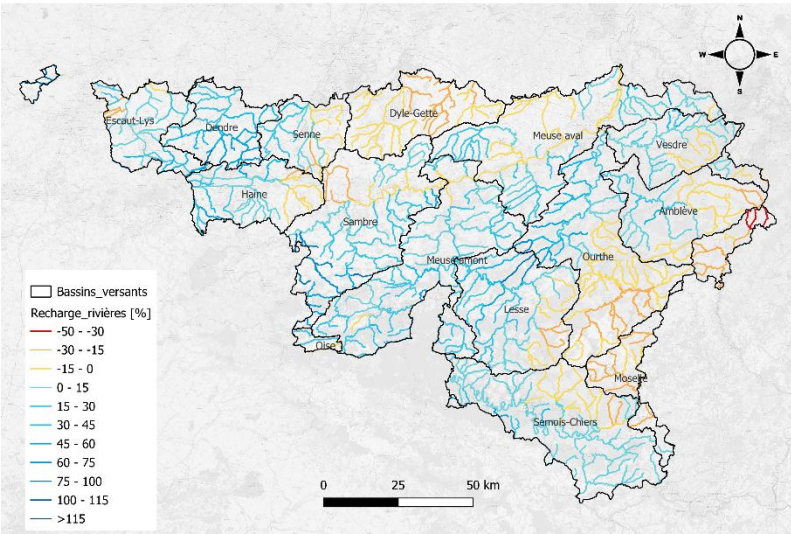 N
W E
S
Escaut-Lys
Dendre
Senne
Dyle-Gette
Meuse aval
Vesdre
Haine
Sambre
Amblève
Meuse amont
Ourthe
Lesse
Oise
Moselle
Semois-Chiers
Bassins_versants
Recharge_rivières [%]
-50 - -30
-30 - -15
-15 - 0
0 - 15
15 - 30
30 - 45
45 - 60
60 - 75
75 - 100
100 - 115
>115
0 25 50 km